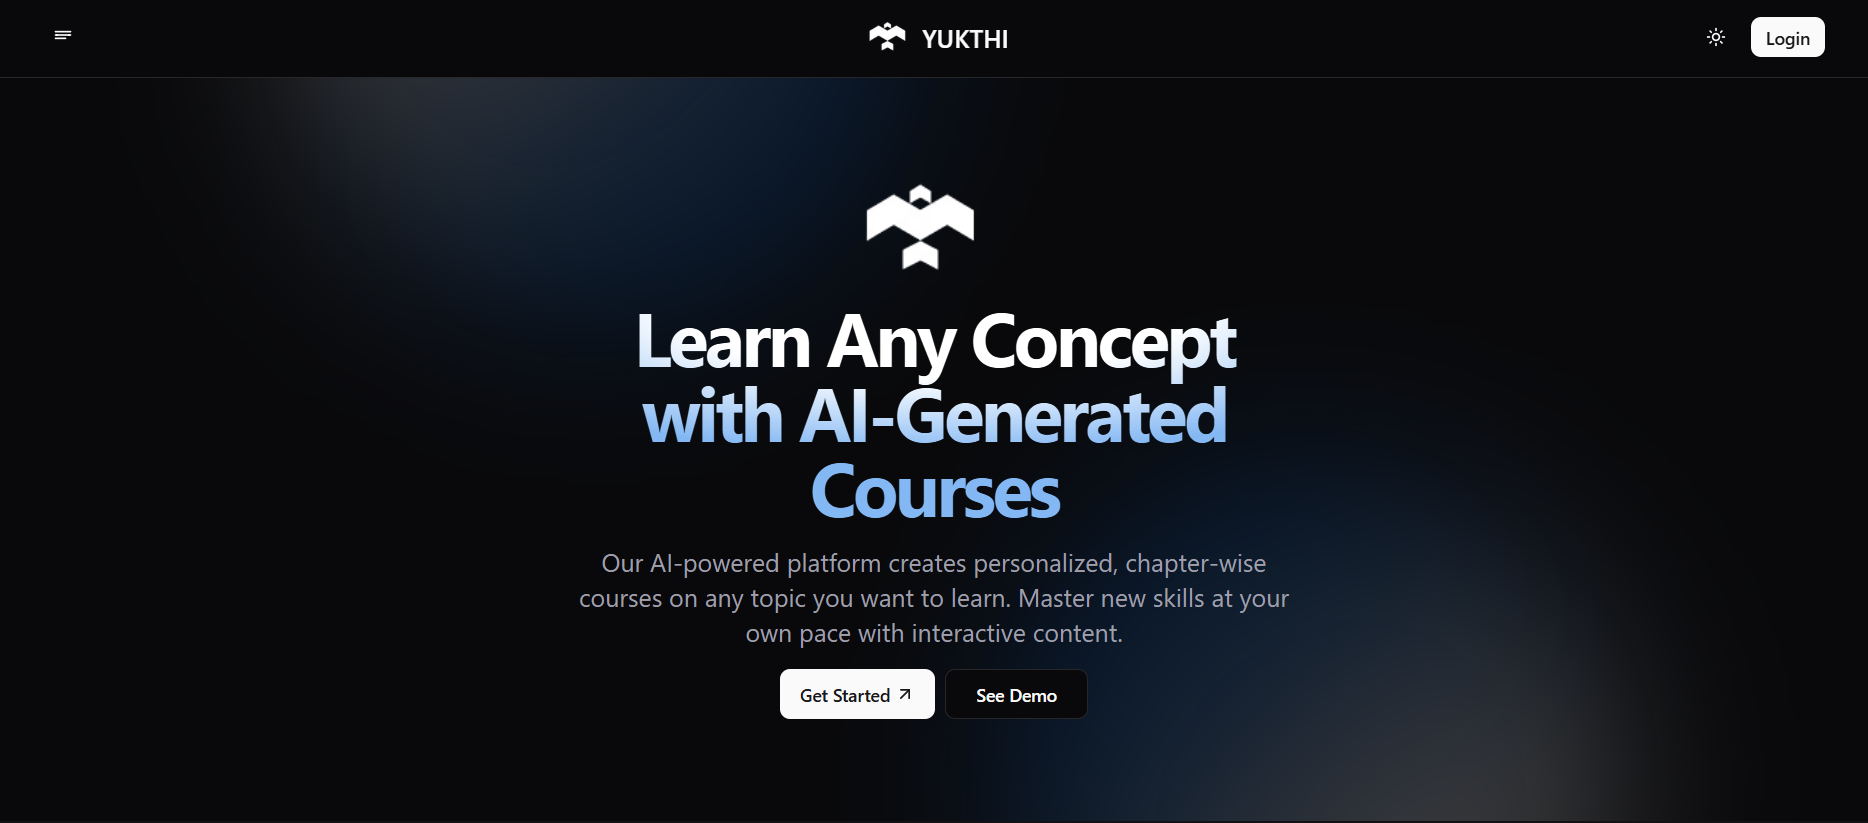 YUKTHI
Login
Learn Any Concept
with AI-Generated
Courses
Our AI-powered platform creates personalized, chapter-wise
courses on any topic you want to learn. Master new skills at your
own pace with interactive content.
Get Started
See Demo